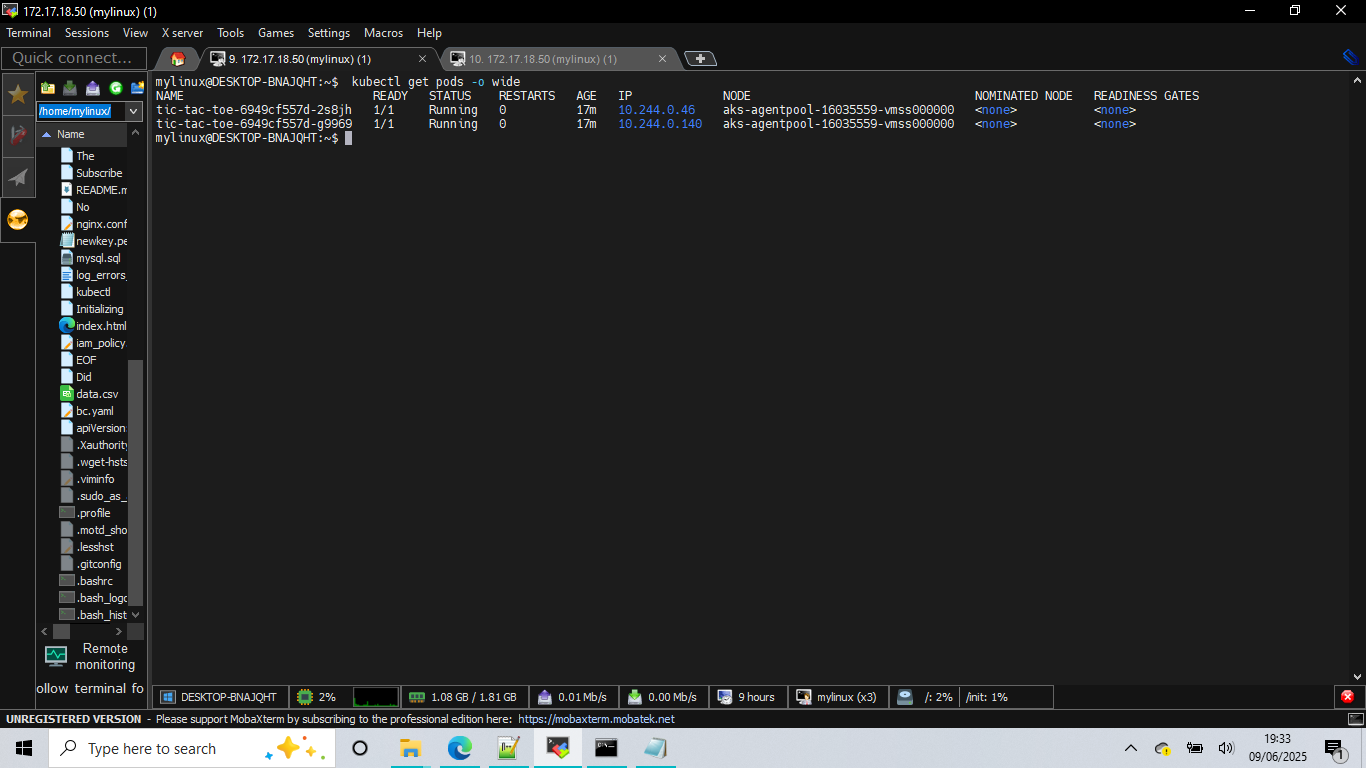 172.17.18.50 (mylinux) (1)
Terminal Sessions View X server Tools Games Settings Macros Help
Quick connect...
9. 172.17.18.50 (mylinux) (1)
10. 172.17.18.50 (mylinux) (1)
/home/mylinux/
Name
The
Subscribe
README.m
No
nginx.conf
newkey.pe
mysql.sql
log_errors_
kubectl
Initializing
index.html
iam_policy.
EOF
Did
data.csv
bc.yaml
apiVersion:
.Xauthority
.wget-hsts
.viminfo
.sudo_as_
.profile
.motd_sho
.lesshst
.gitconfig
.bashrc
.bash_logo
.bash_hist
Remote
monitoring
ollow terminal fo
mylinux@DESKTOP-BNAJQHT:~$ kubectl get pods -o wide
NAME READY STATUS RESTARTS AGE IP NODE NOMINATED NODE READINESS GATES
tic-tac-toe-6949cf557d-2s8jh 1/1 Running 0 17m 10.244.0.46 aks-agentpool-16035559-vmss000000 <none> <none>
tic-tac-toe-6949cf557d-g9969 1/1 Running 0 17m 10.244.0.140 aks-agentpool-16035559-vmss000000 <none> <none>
mylinux@DESKTOP-BNAJQHT:~$
DESKTOP-BNAJQHT 2% 1.08 GB / 1.81 GB 0.01 Mb/s 0.00 Mb/s 9 hours mylinux (x3) /: 2% /init: 1%
UNREGISTERED VERSION - Please support MobaXterm by subscribing to the professional edition here: https://mobaxterm.mobatek.net
Type here to search
19:33
09/06/2025
1